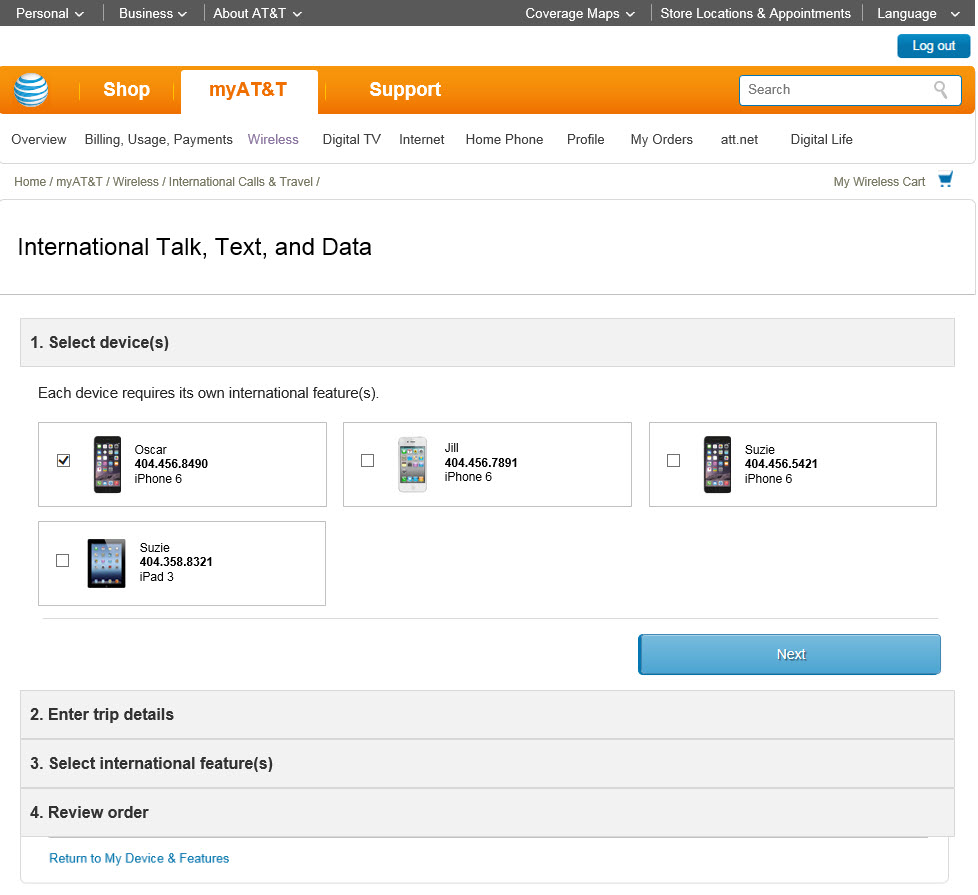 Personal Business About AT&T Coverage Maps Store Locations & Appointments Language
Log out
Shop myAT&T Support Search
Overview Billing, Usage, Payments Wireless Digital TV Internet Home Phone Profile My Orders att.net Digital Life
Home / myAT&T / Wireless / International Calls & Travel / My Wireless Cart
International Talk, Text, and Data
1. Select device(s)
Each device requires its own international feature(s).
Oscar
404.456.8490
iPhone 6
Jill
404.456.7891
iPhone 6
Suzie
404.456.5421
iPhone 6
Suzie
404.358.8321
iPad 3
Next
2. Enter trip details
3. Select international feature(s)
4. Review order
Return to My Device & Features